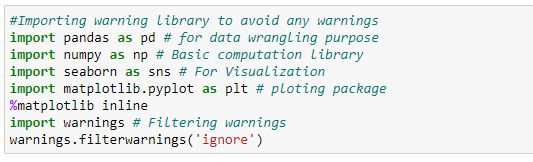 #Importing warning library to avoid any warnings
import pandas as pd # for data wrangling purpose
import numpy as np # Basic computation library
import seaborn as sns # For Visualization
import matplotlib.pyplot as plt # ploting package
%matplotlib inline
import warnings # Filtering warnings
warnings.filterwarnings('ignore')